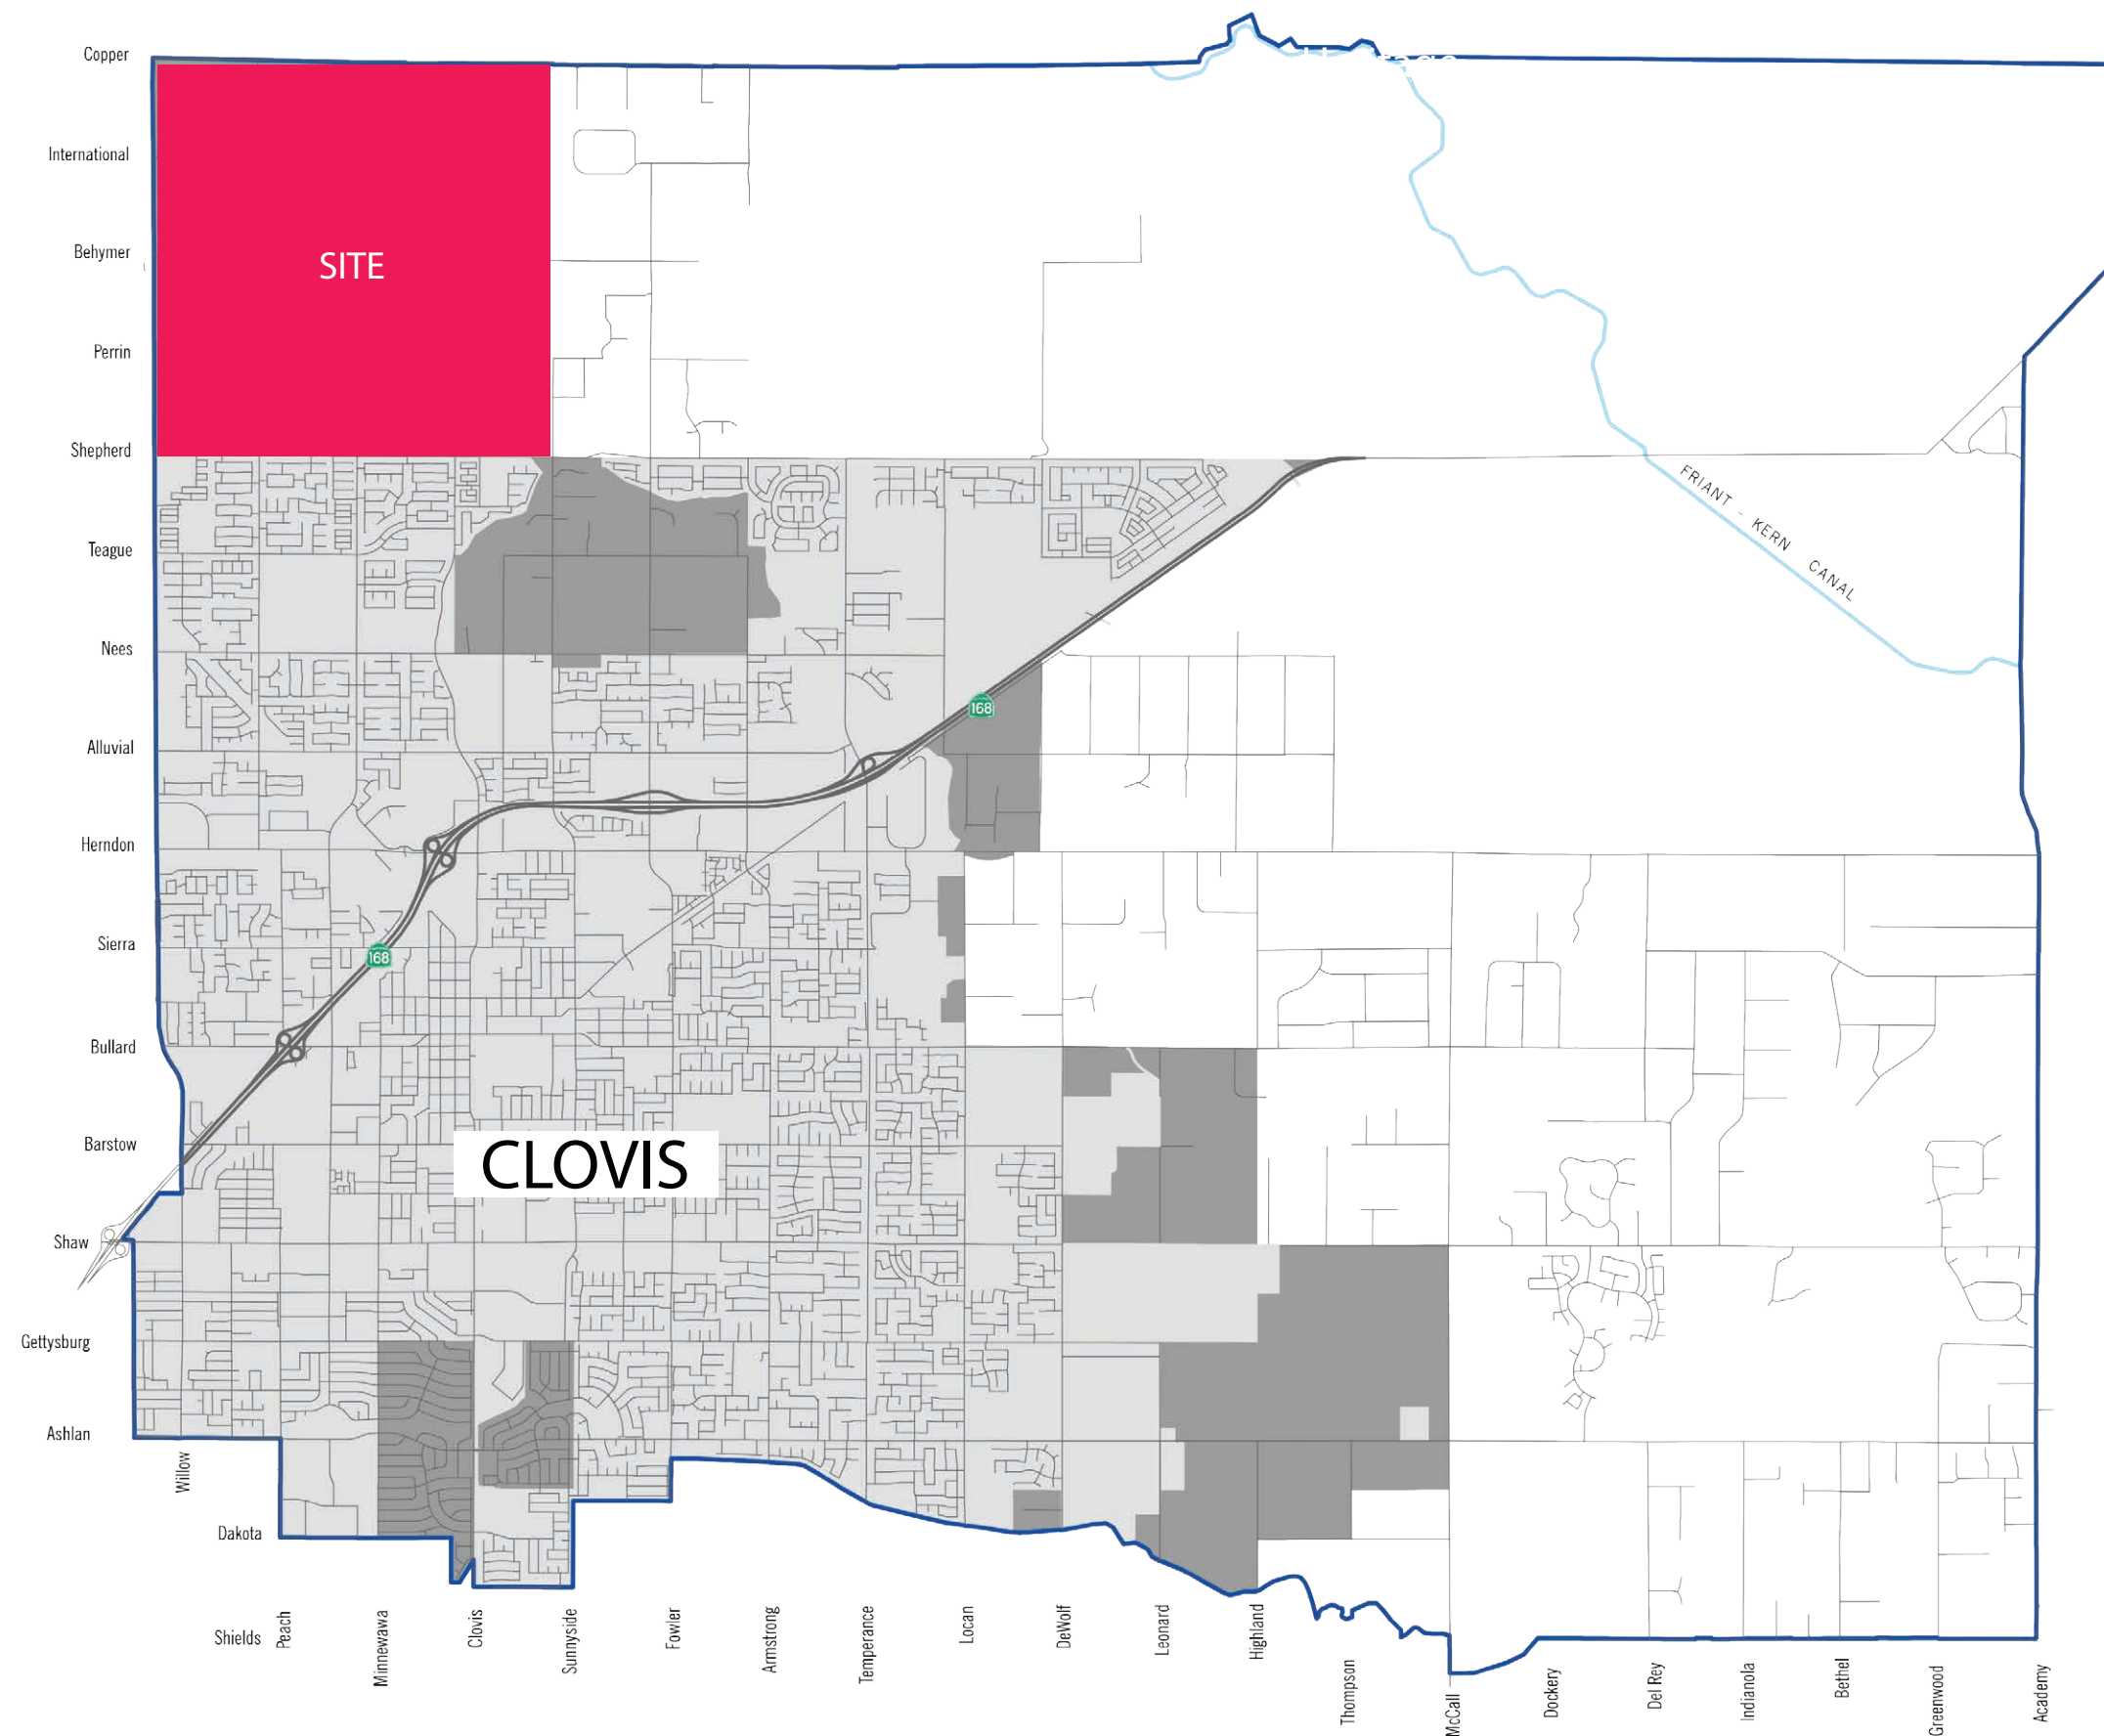 Copper
International
Behymer
SITE
Perrin
Shepherd
FRIANT - KERN CANAL
Teague
Nees
168
Alluvial
Herndon
Sierra
168
Bullard
Barstow
CLOVIS
Shaw
Gettysburg
Ashlan
Willow
Dakota
Shields
Peach
Minnewawa
Clovis
Sunnyside
Fowler
Armstrong
Temperance
Locan
DeWolf
Leonard
Highland
Thompson
McCall
Dockery
Del Rey
Indianola
Bethel
Greenwood
Academy